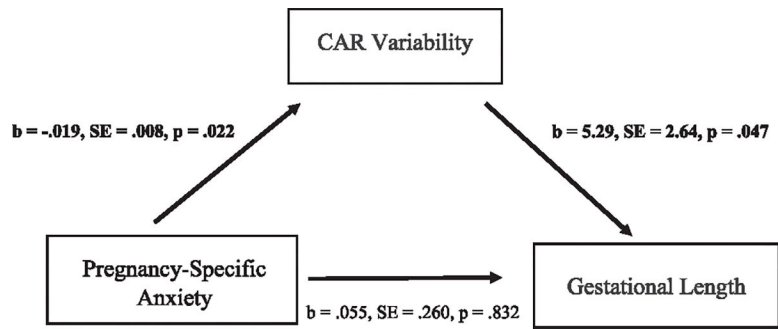 CAR Variability
b = -.019, SE = .008, p = .022
b = 5.29, SE = 2.64, p = .047
Pregnancy-Specific
Anxiety
Gestational Length
b = .055, SE = .260, p = .832